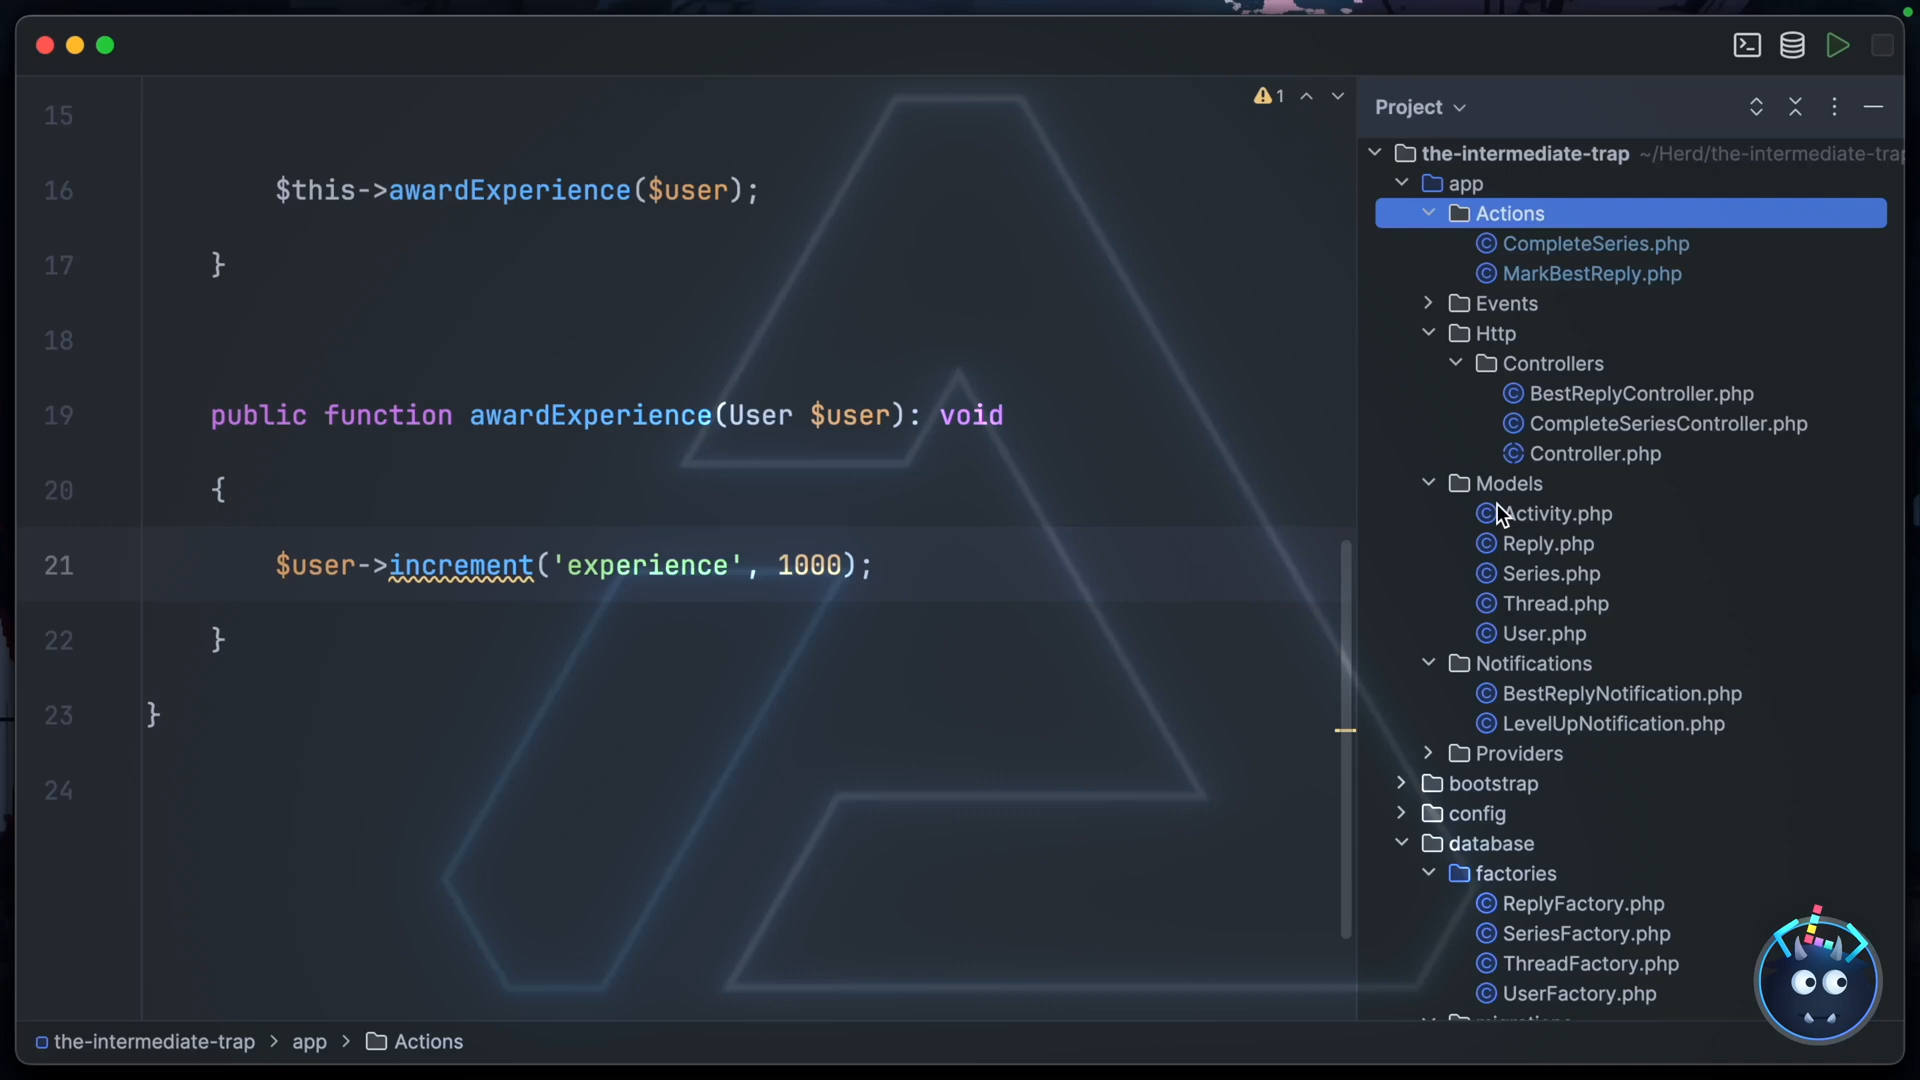 1
15
16 $this->awardExperience($user);
17 }
18
19 public function awardExperience(User $user): void
20 {
21 $user->increment('experience', 1000);
22 }
23 }
24
Project
the-intermediate-trap ~/Herd/the-intermediate-trap
app
Actions
CompleteSeries.php
MarkBestReply.php
Events
Http
Controllers
BestReplyController.php
CompleteSeriesController.php
Controller.php
Models
Activity.php
Reply.php
Series.php
Thread.php
User.php
Notifications
BestReplyNotification.php
LevelUpNotification.php
Providers
bootstrap
config
database
factories
ReplyFactory.php
SeriesFactory.php
ThreadFactory.php
UserFactory.php
the-intermediate-trap > app > Actions